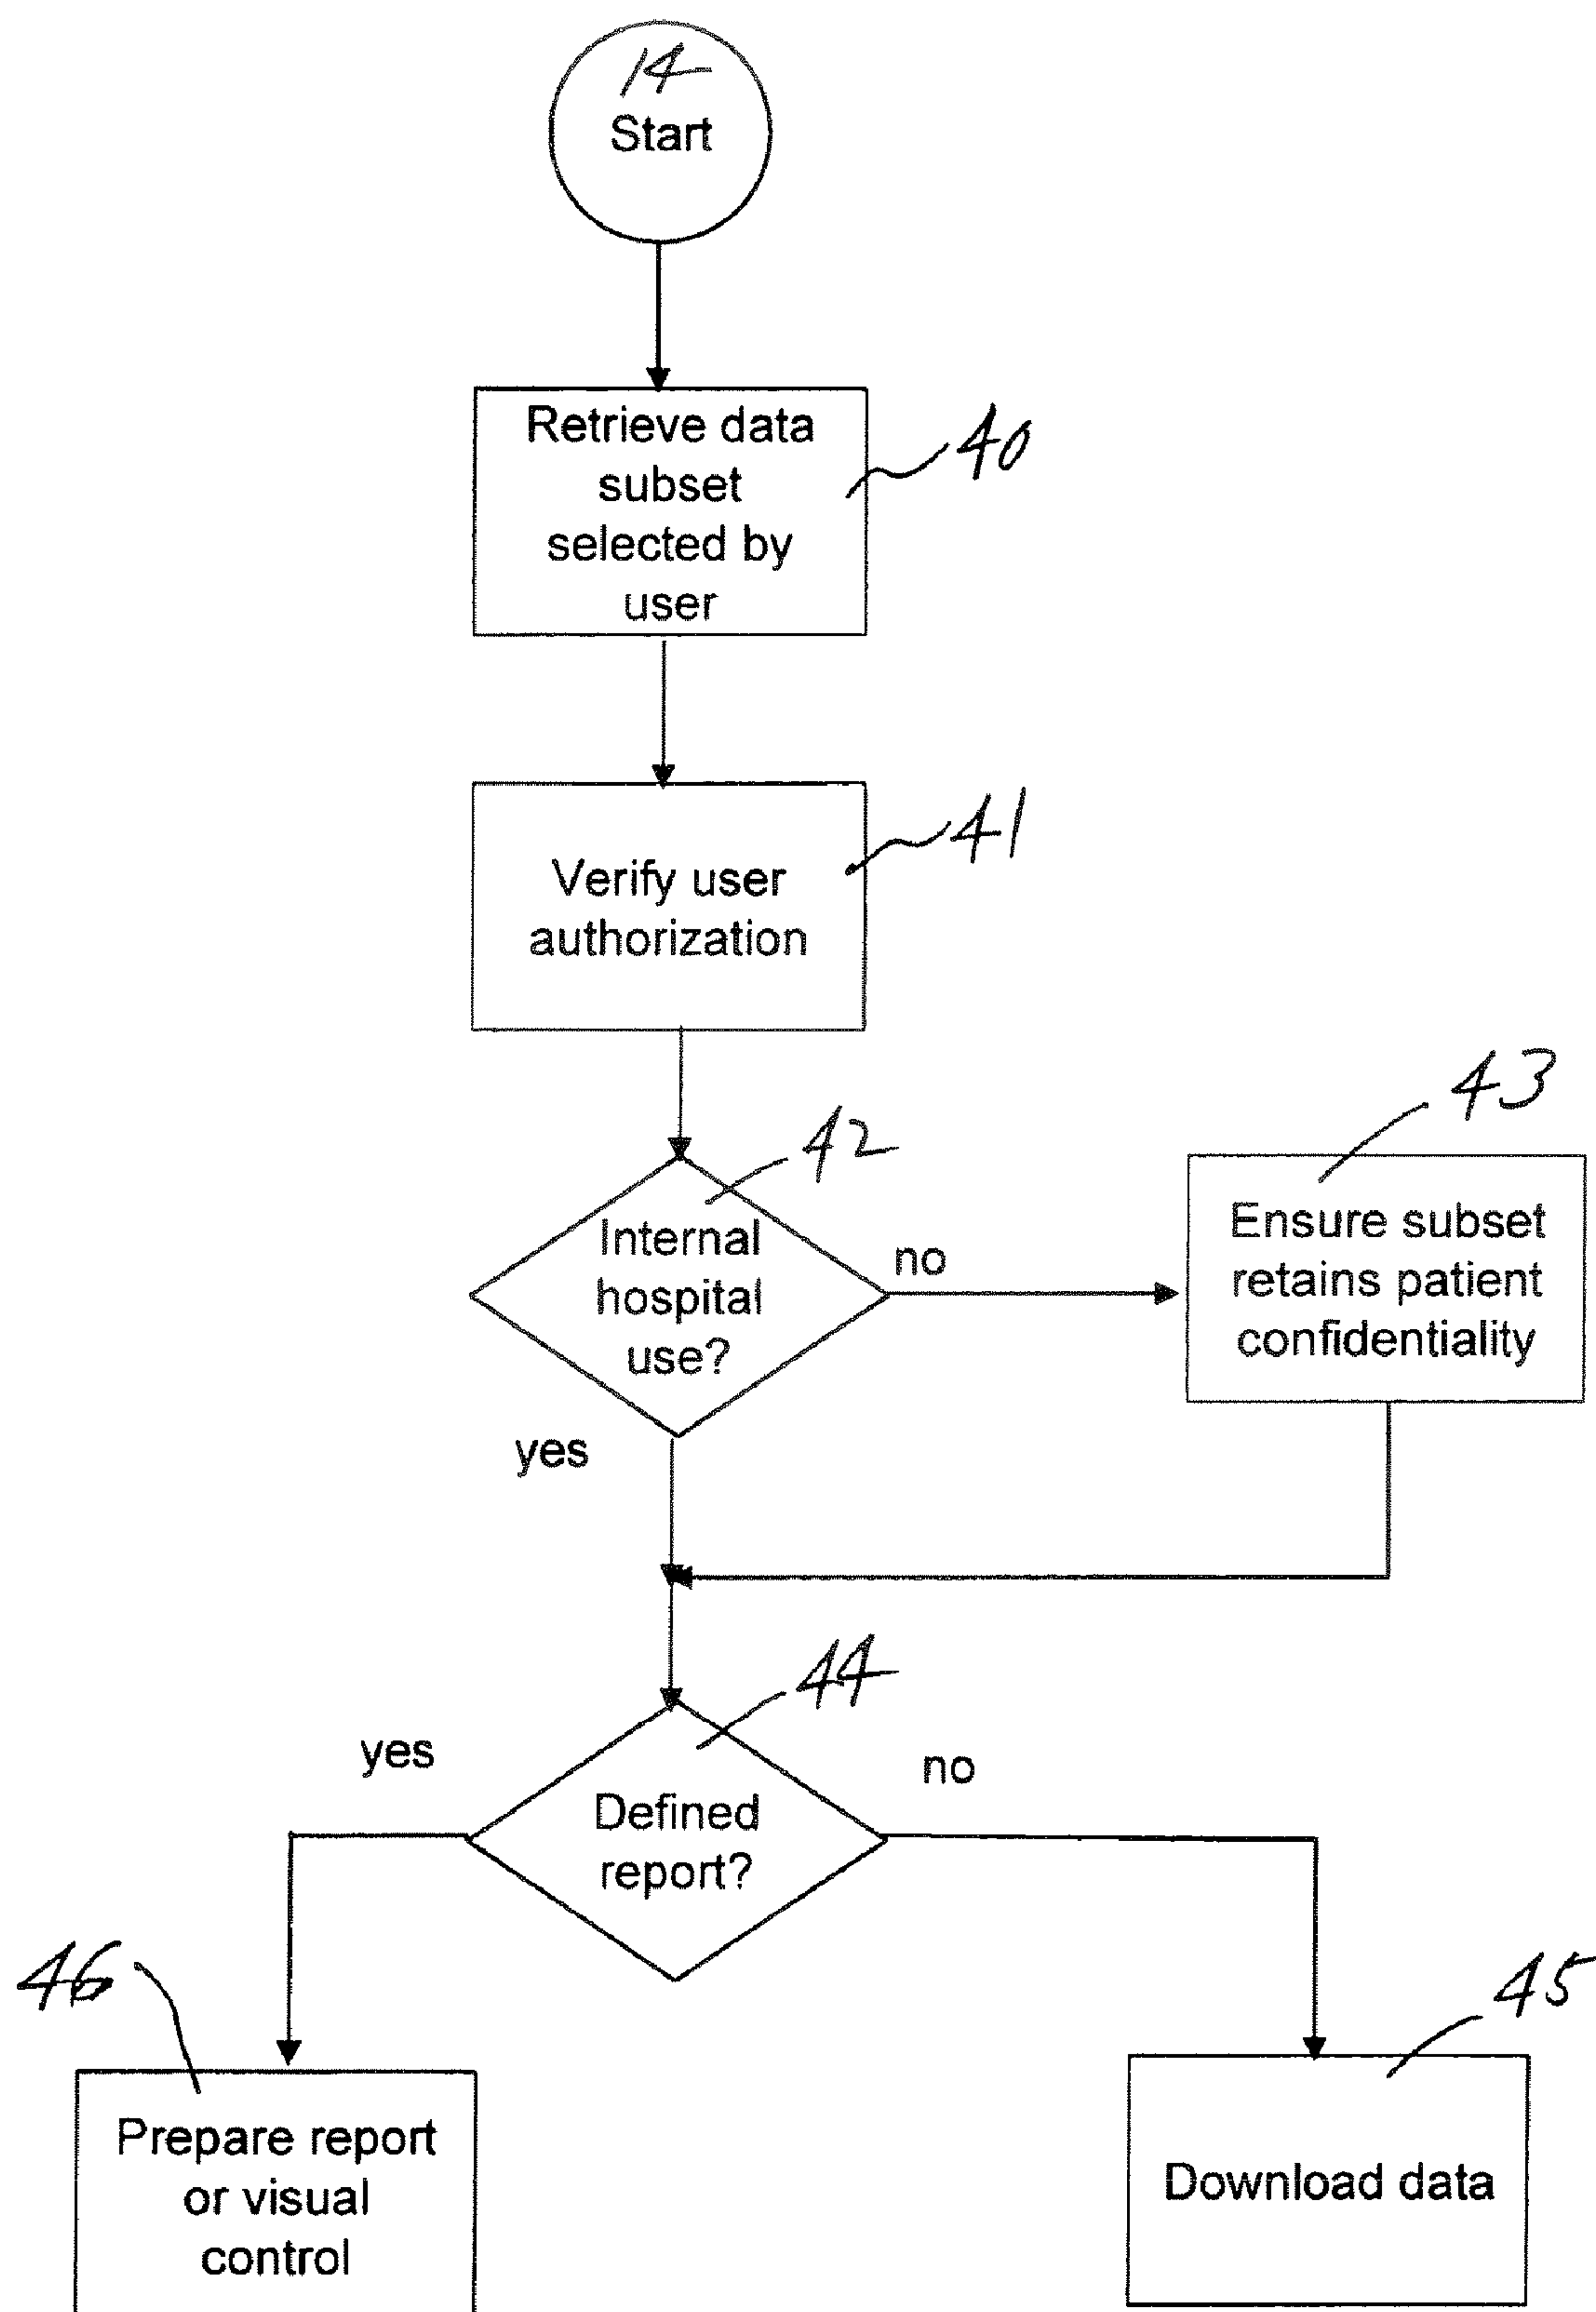 14
Start
Retrieve data
subset
selected by
user
40
Verify user
authorization
41
42
Internal
hospital
use?
no
yes
43
Ensure subset
retains patient
confidentiality
44
yes
no
Defined
report?
46
Prepare report
or visual
control
45
Download data